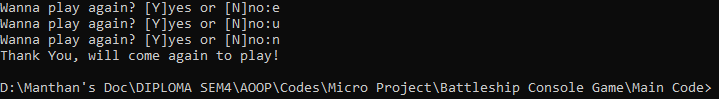 Wanna play again? [Y]yes or [N]no:e
Wanna play again? [Y]yes or [N]no:u
Wanna play again? [Y]yes or [N]no:n
Thank You, will come again to play!
D:\Manthan's Doc\DIPLOMA SEM4\AOOP\Codes\Micro Project\Battleship Console Game\Main Code>